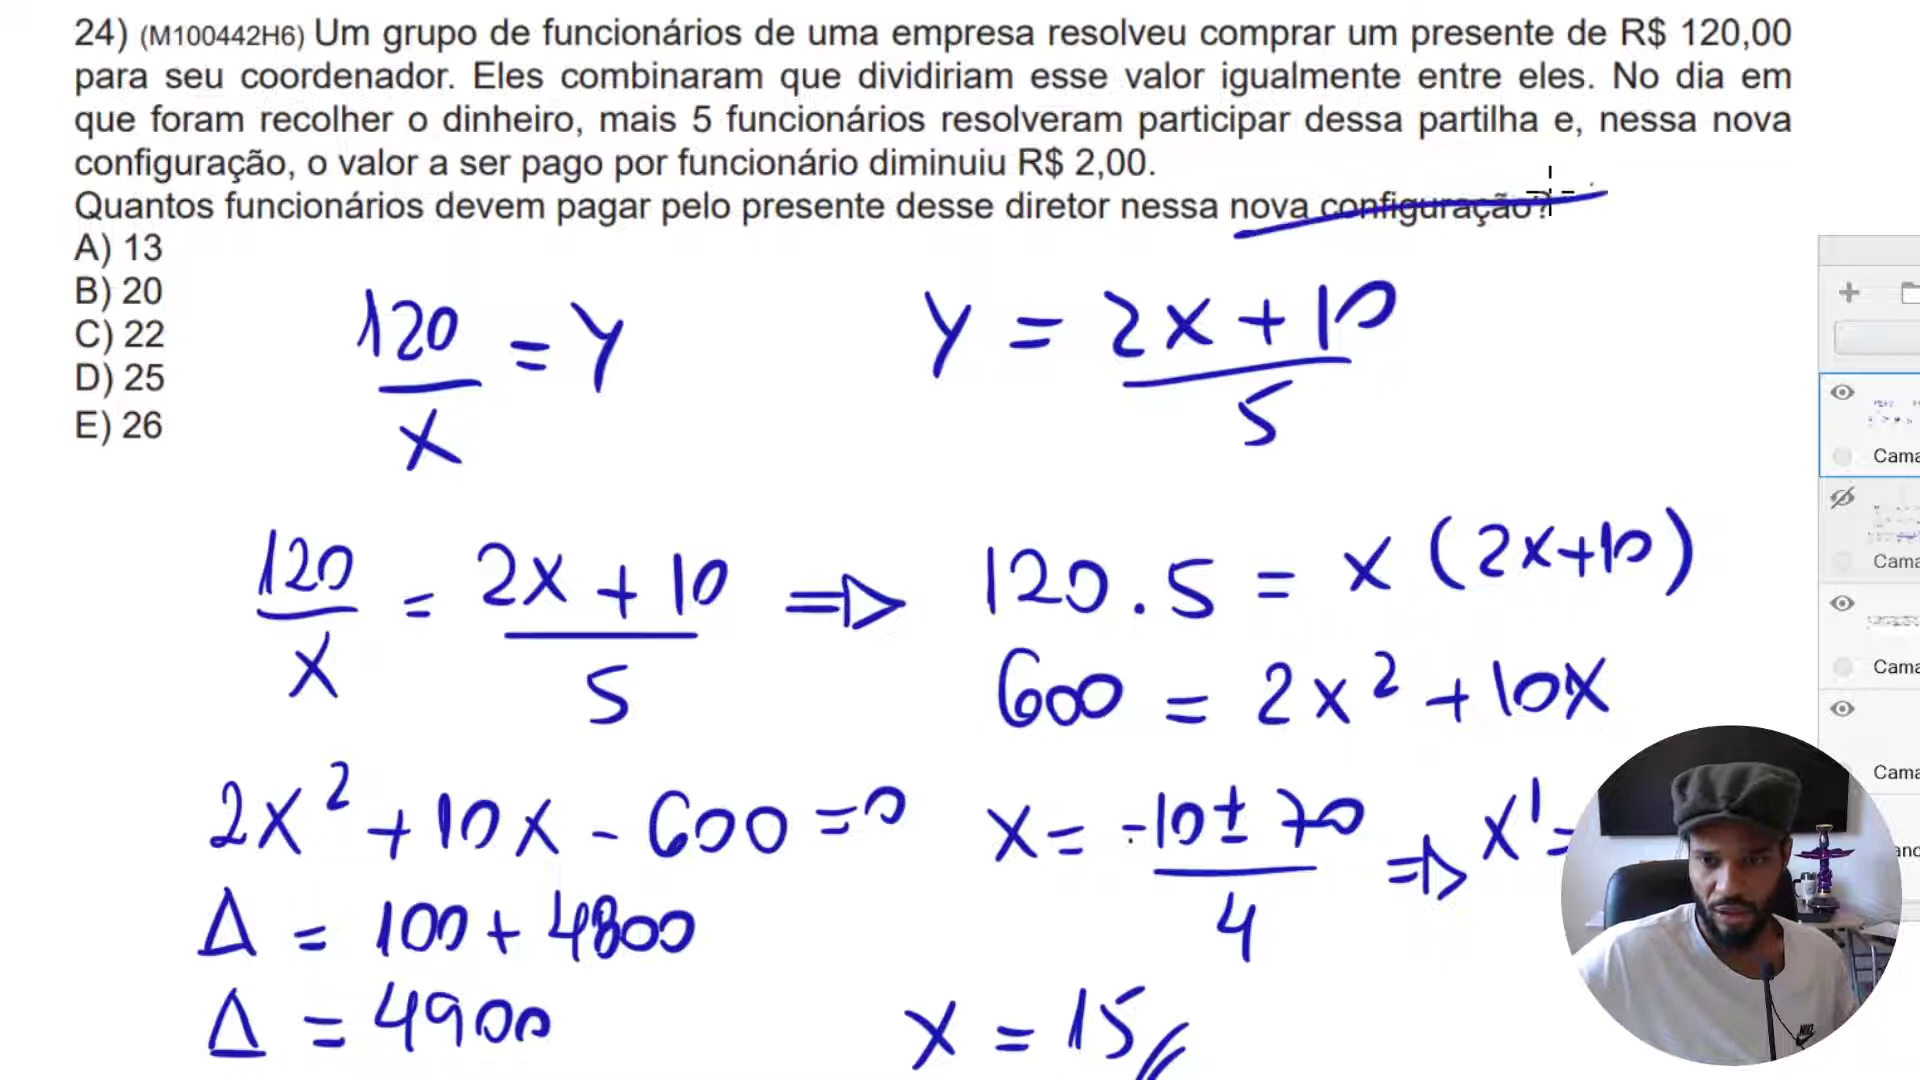 24) (M100442H6) Um grupo de funcionários de uma empresa resolveu comprar um presente de R$ 120,00
para seu coordenador. Eles combinaram que dividiriam esse valor igualmente entre eles. No dia em
que foram recolher o dinheiro, mais 5 funcionários resolveram participar dessa partilha e, nessa nova
configuração, o valor a ser pago por funcionário diminuiu R$ 2,00.
Quantos funcionários devem pagar pelo presente desse diretor nessa nova configuração?
A) 13
B) 20
C) 22
D) 25
E) 26
120/x = y
y = 2x + 10/5
120/x = 2x + 10/5 ⇒ 120 . 5 = x (2x+10)
600 = 2x² + 10x
2x² + 10x - 600 = 0
x = -10 ± 70/4 ⇒ x' =
Δ = 100 + 4800
Δ = 4900
x = 15
Cama
Cama
Cama
Cama